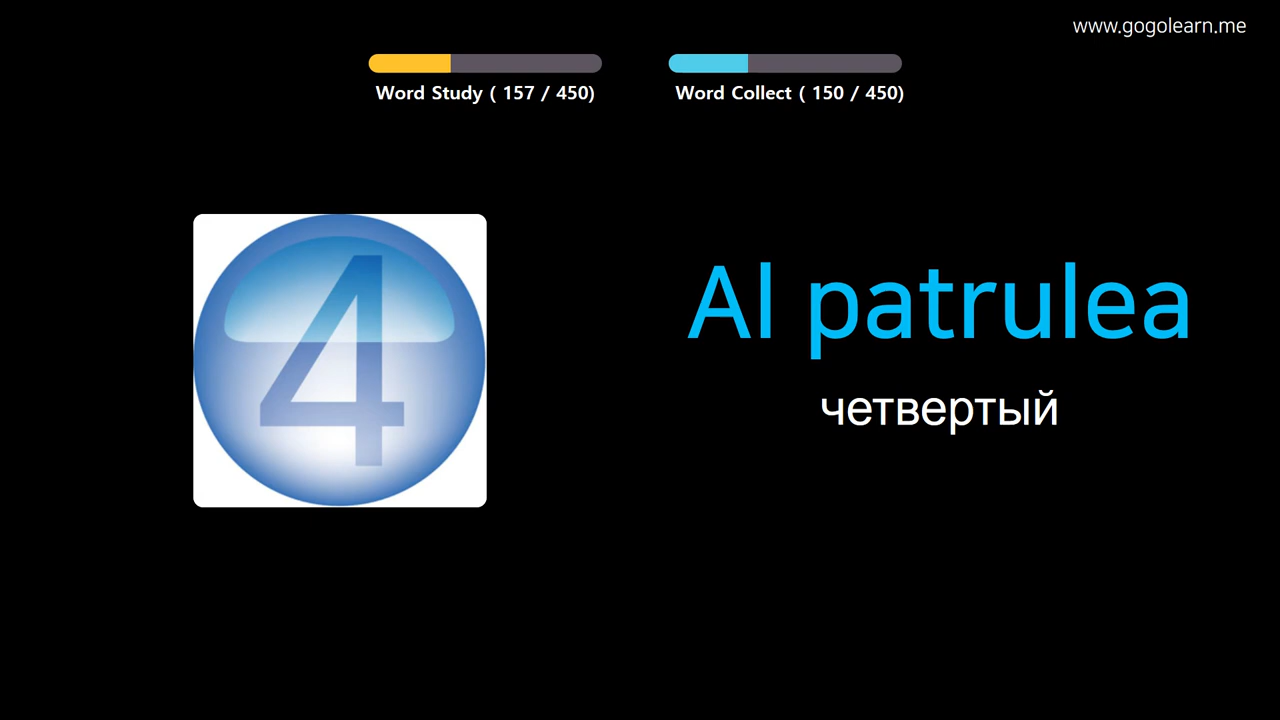 www.gogolearn.me
Word Study ( 157 / 450)
Word Collect ( 150 / 450)
4
Al patrulea
четвертый